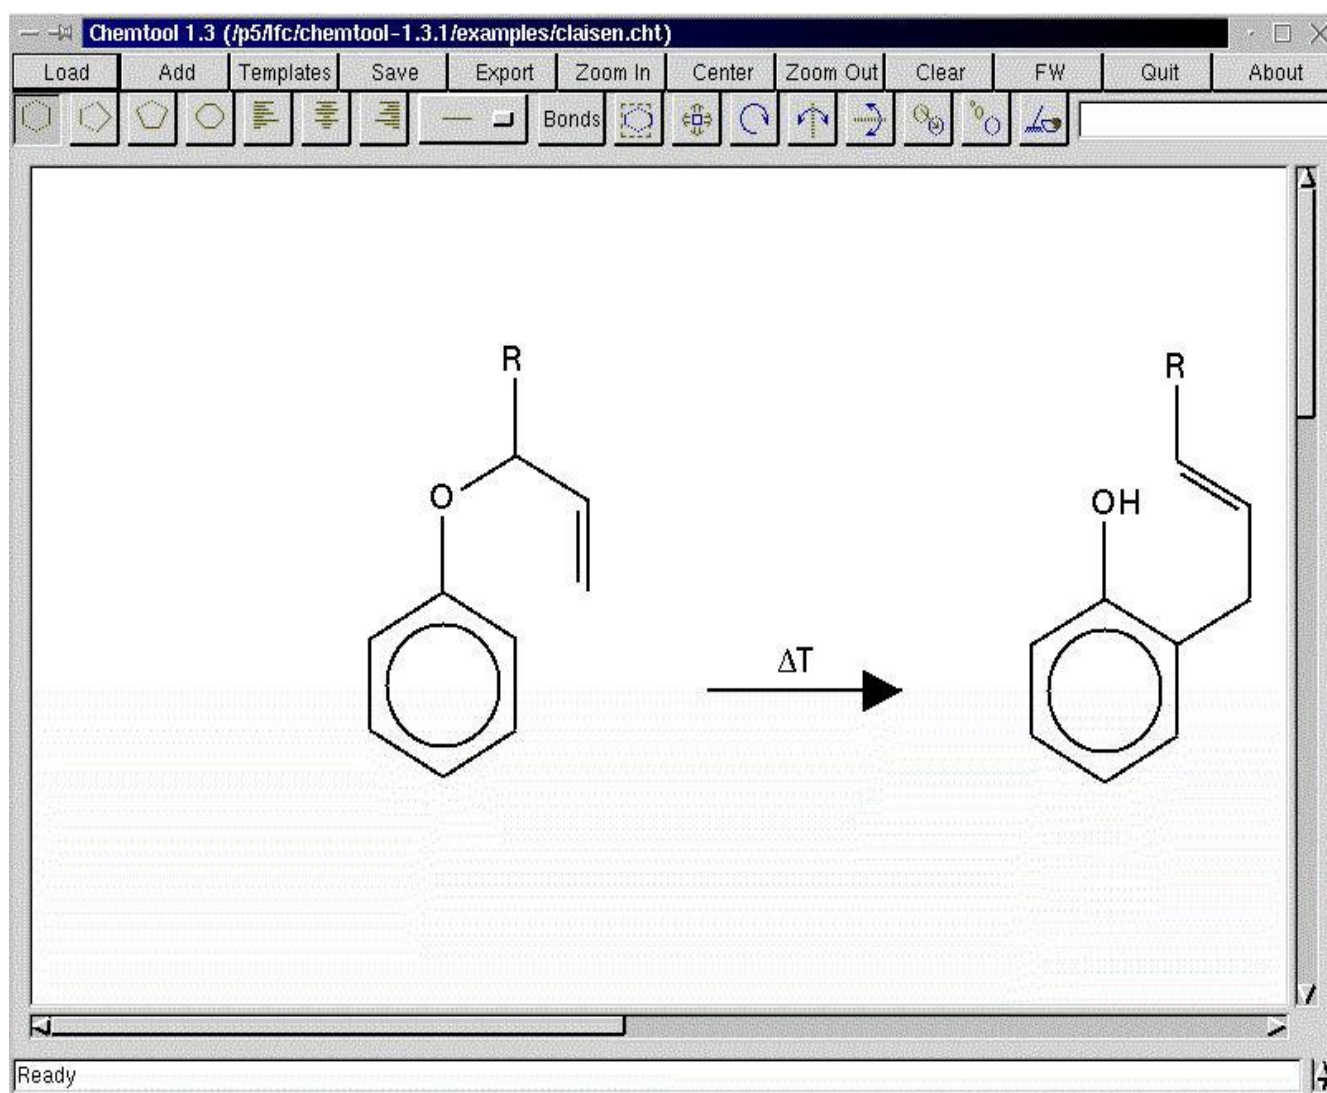 Chemtool 1.3 (/p5/lfc/chemtool-1.3.1/examples/claisen.cht)
Load Add Templates Save Export Zoom In Center Zoom Out Clear FW Quit About
Bonds
R
R
O
OH
ΔT
Ready